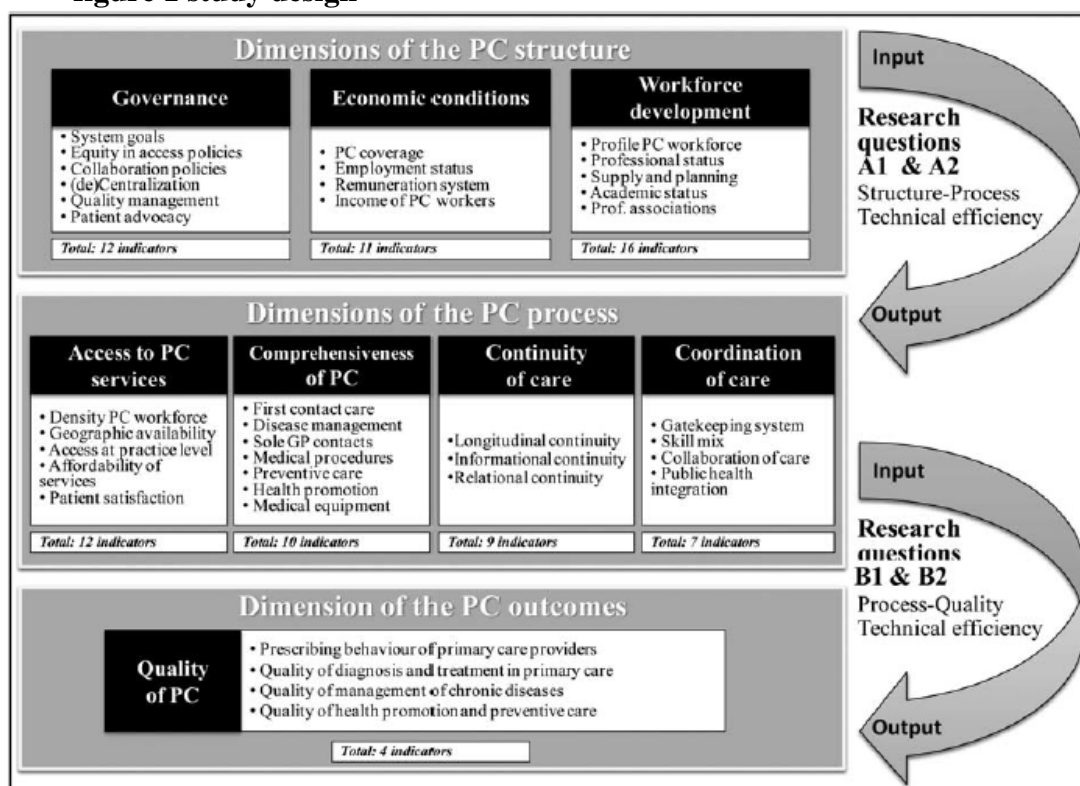 figure 1 study design
Dimensions of the PC structure
Governance
• System goals
• Equity in access policies
• Collaboration policies
• (de)Centralization
• Quality management
• Patient advocacy
Total: 12 indicators
Economic conditions
• PC coverage
• Employment status
• Remuneration system
• Income of PC workers
Total: 11 indicators
Workforce
development
• Profile PC workforce
• Professional status
• Supply and planning
• Academic status
• Prof. associations
Total: 16 indicators
Input
Research
questions
A1 & A2
Structure-Process
Technical efficiency
Output
Dimensions of the PC process
Access to PC
services
• Density PC workforce
• Geographic availability
• Access at practice level
• Affordability of
services
• Patient satisfaction
Total: 12 indicators
Comprehensiveness
of PC
• First contact care
• Disease management
• Sole GP contacts
• Medical procedures
• Preventive care
• Health promotion
• Medical equipment
Total: 10 indicators
Continuity
of care
• Longitudinal continuity
• Informational continuity
• Relational continuity
Total: 9 indicators
Coordination
of care
• Gatekeeping system
• Skill mix
• Collaboration of care
• Public health
integration
Total: 7 indicators
Input
Research
questions
B1 & B2
Process-Quality
Technical efficiency
Output
Dimension of the PC outcomes
Quality
of PC
• Prescribing behaviour of primary care providers
• Quality of diagnosis and treatment in primary care
• Quality of management of chronic diseases
• Quality of health promotion and preventive care
Total: 4 indicators